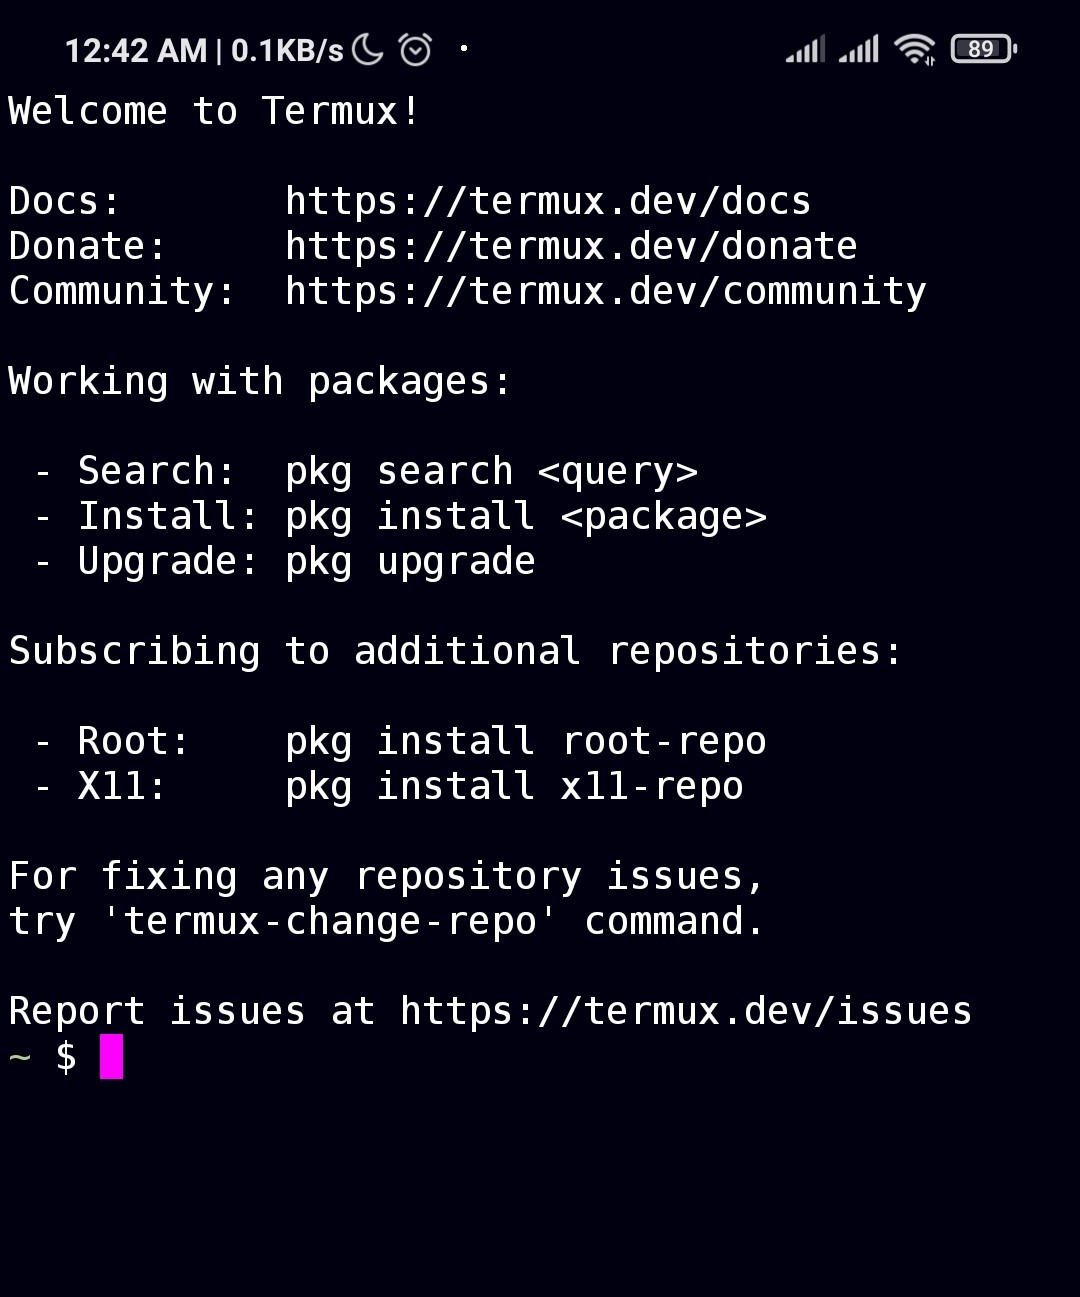 12:42 AM | 0.1KB/s 89
Welcome to Termux!
Docs: https://termux.dev/docs
Donate: https://termux.dev/donate
Community: https://termux.dev/community
Working with packages:
- Search: pkg search <query>
- Install: pkg install <package>
- Upgrade: pkg upgrade
Subscribing to additional repositories:
- Root: pkg install root-repo
- X11: pkg install x11-repo
For fixing any repository issues,
try 'termux-change-repo' command.
Report issues at https://termux.dev/issues
~ $